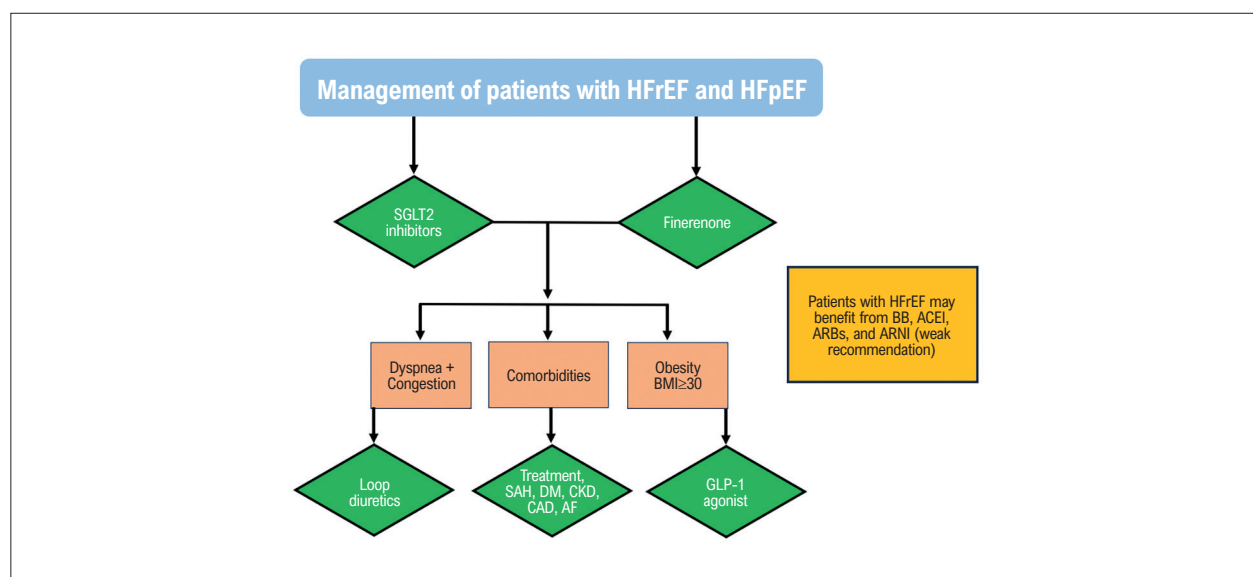 Management of patients with HFrEF and HFpEF
SGLT2
inhibitors
Finerenone
Patients with HFrEF may
benefit from BB, ACEI,
ARBs, and ARNI (weak
recommendation)
Dyspnea +
Congestion
Comorbidities
Obesity
BMI≥30
Loop
diuretics
Treatment,
SAH, DM, CKD,
CAD, AF
GLP-1
agonist